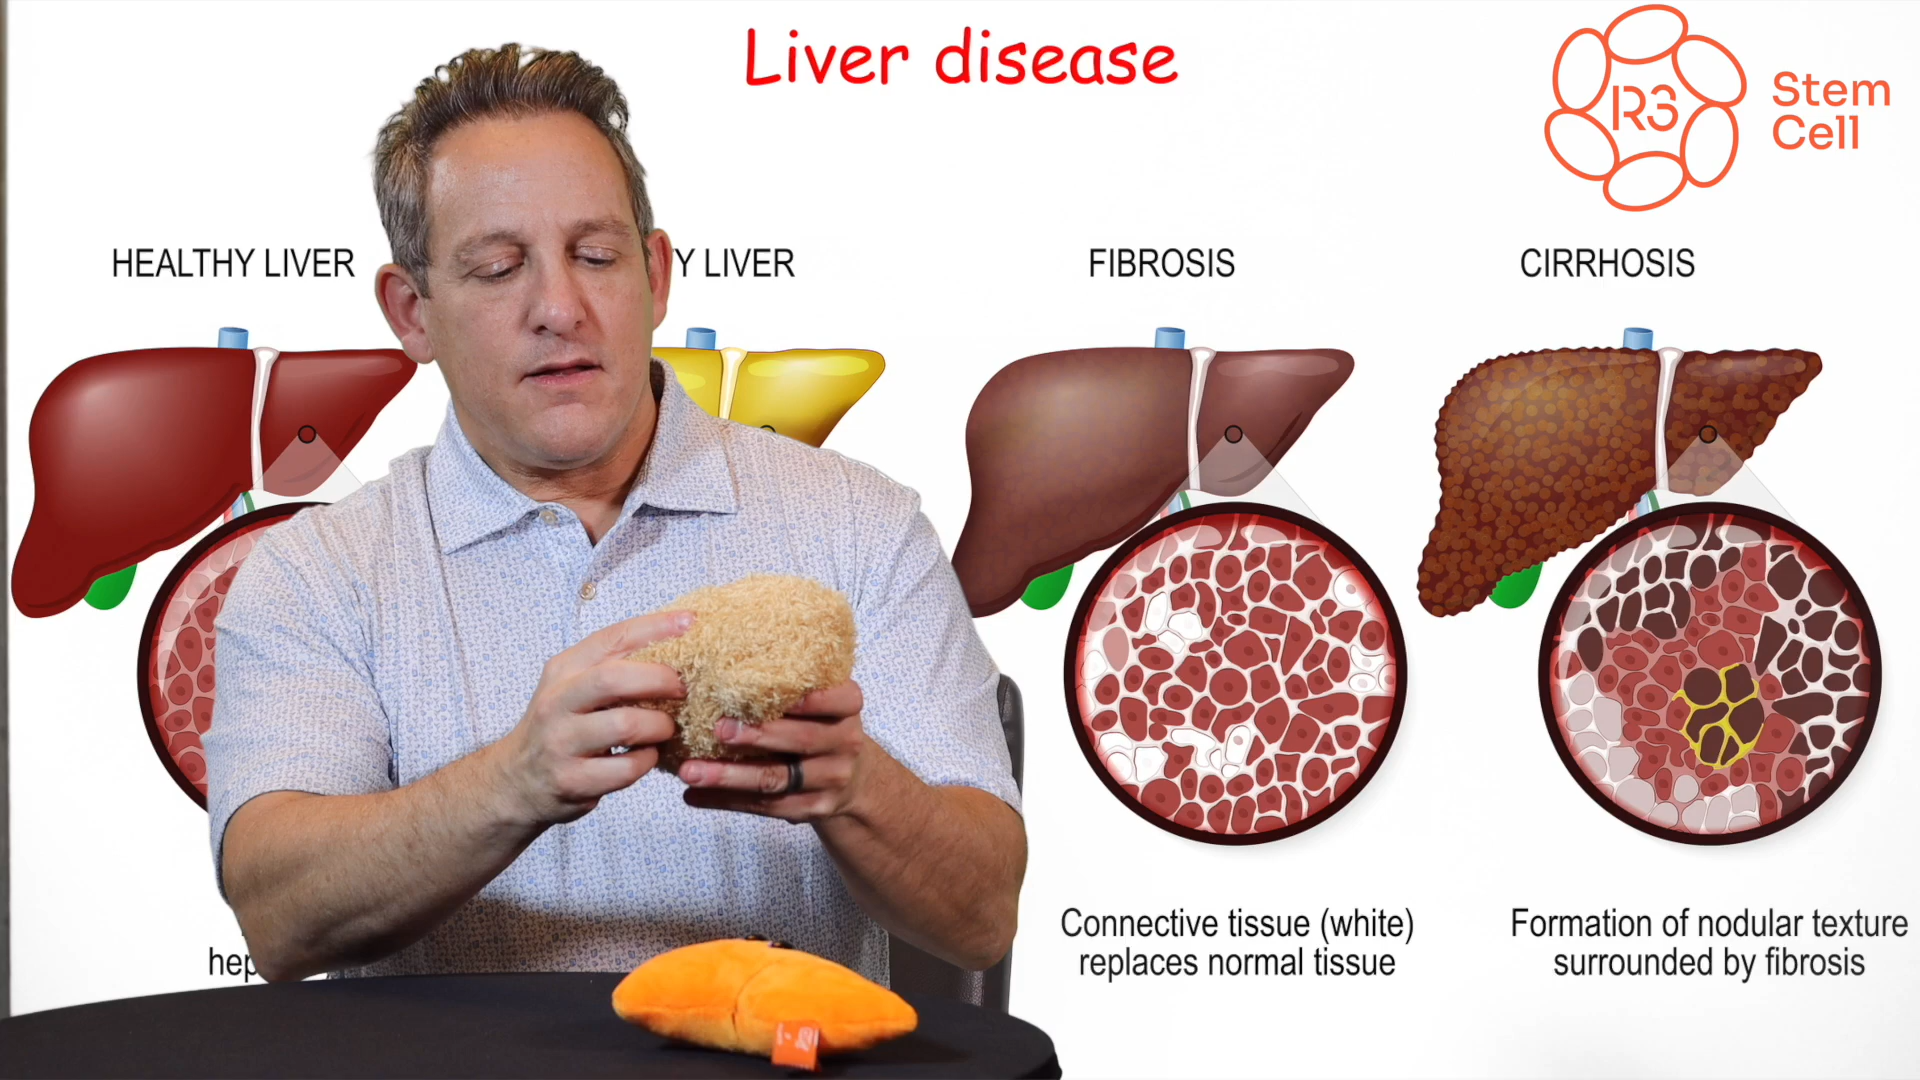 Liver disease
R3 Stem
Cell
HEALTHY LIVER
Y LIVER
FIBROSIS
CIRRHOSIS
hep
Connective tissue (white)
replaces normal tissue
Formation of nodular texture
surrounded by fibrosis